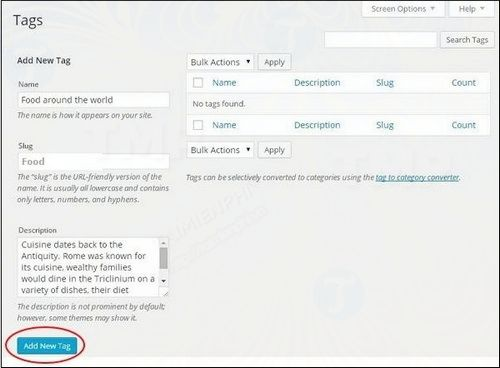 Screen Options ▼ Help ▼
Tags
Search Tags
Add New Tag
Bulk Actions ▼ Apply
Name Description Slug Count
Name
Food around the world
No tags found.
The name is how it appears on your site.
Name Description Slug Count
Slug
Bulk Actions ▼ Apply
Food
The "slug" is the URL-friendly version of
the name. It is usually all lowercase and contains
only letters, numbers, and hyphens.
Tags can be selectively converted to categories using the tag to category converter.
Description
Cuisine dates back to the
Antiquity. Rome was known for
its cuisine, wealthy families
would dine in the Triclinium on a
variety of dishes, their diet
The description is not prominent by default;
however, some themes may show it.
Add New Tag